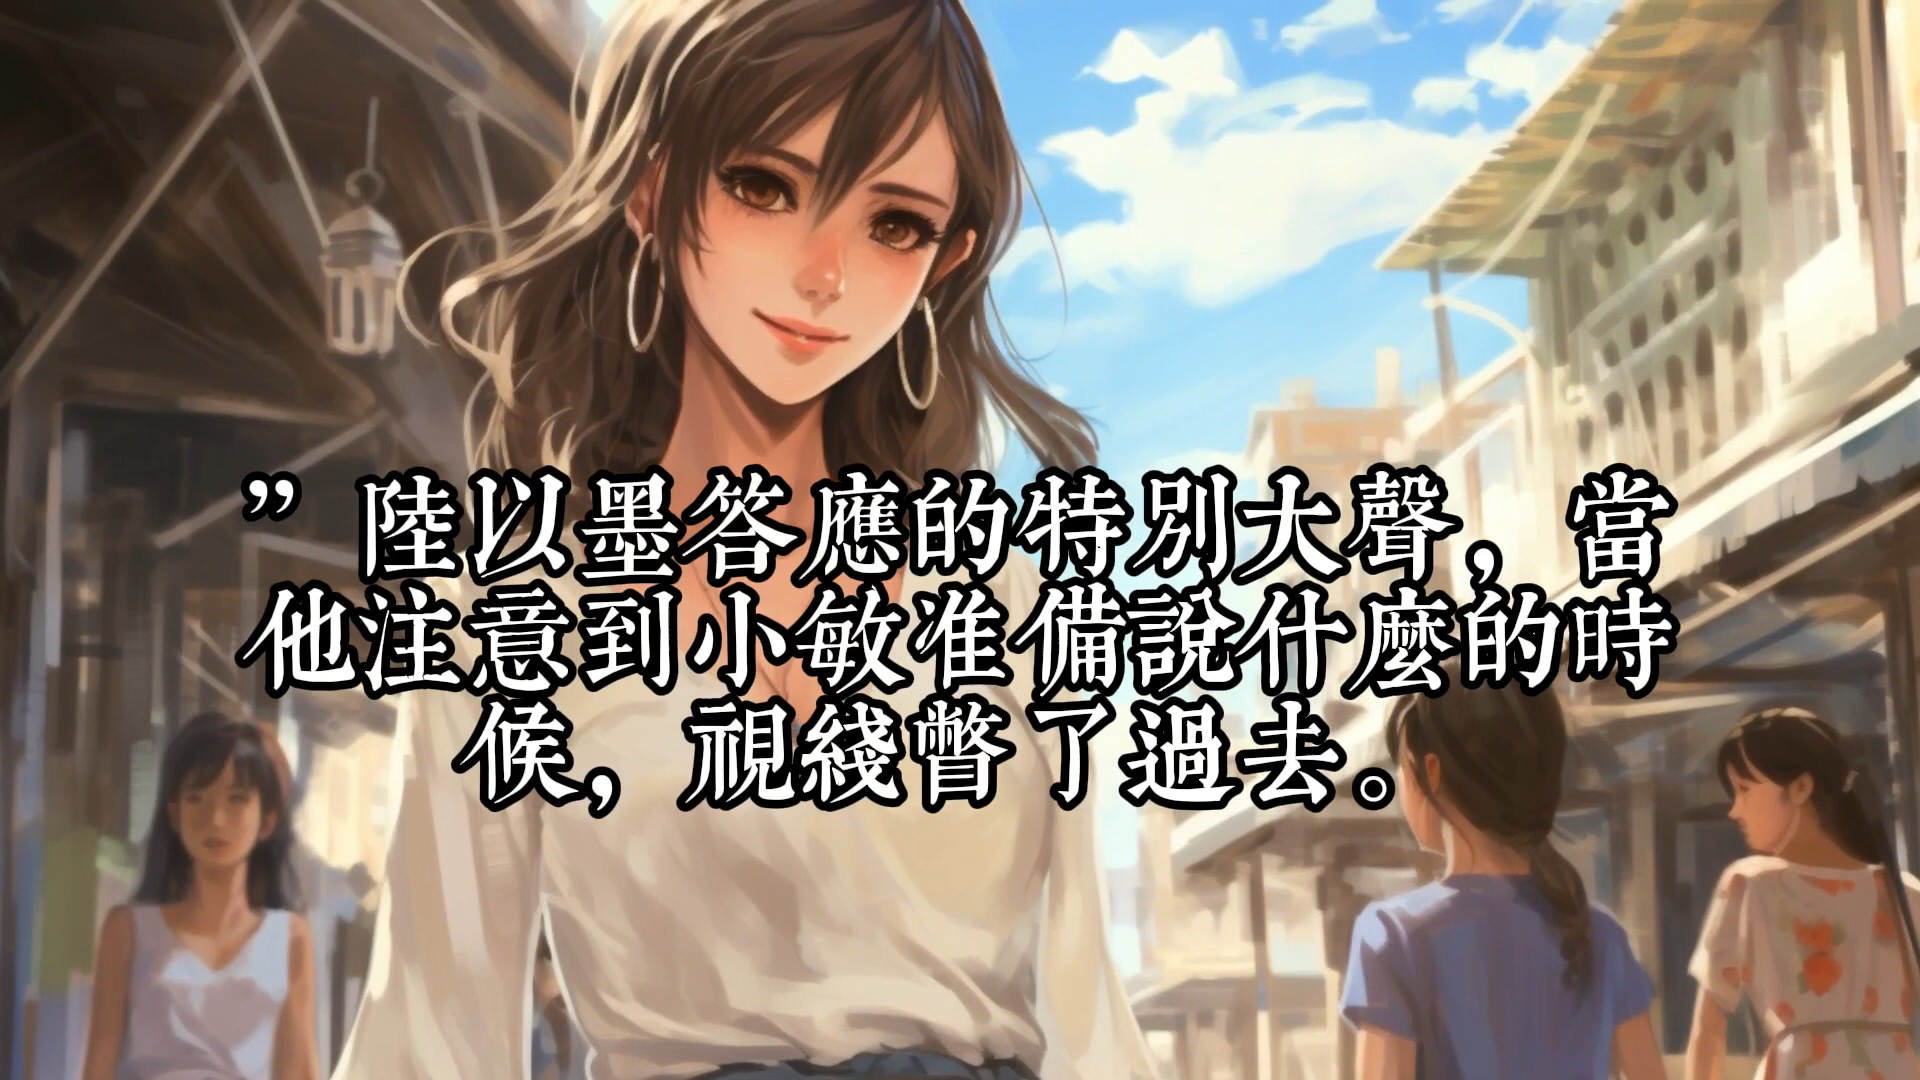 ”陸以墨答應的特別大聲，當
他注意到小敏准備說什麼的時
候，視綫瞥了過去。